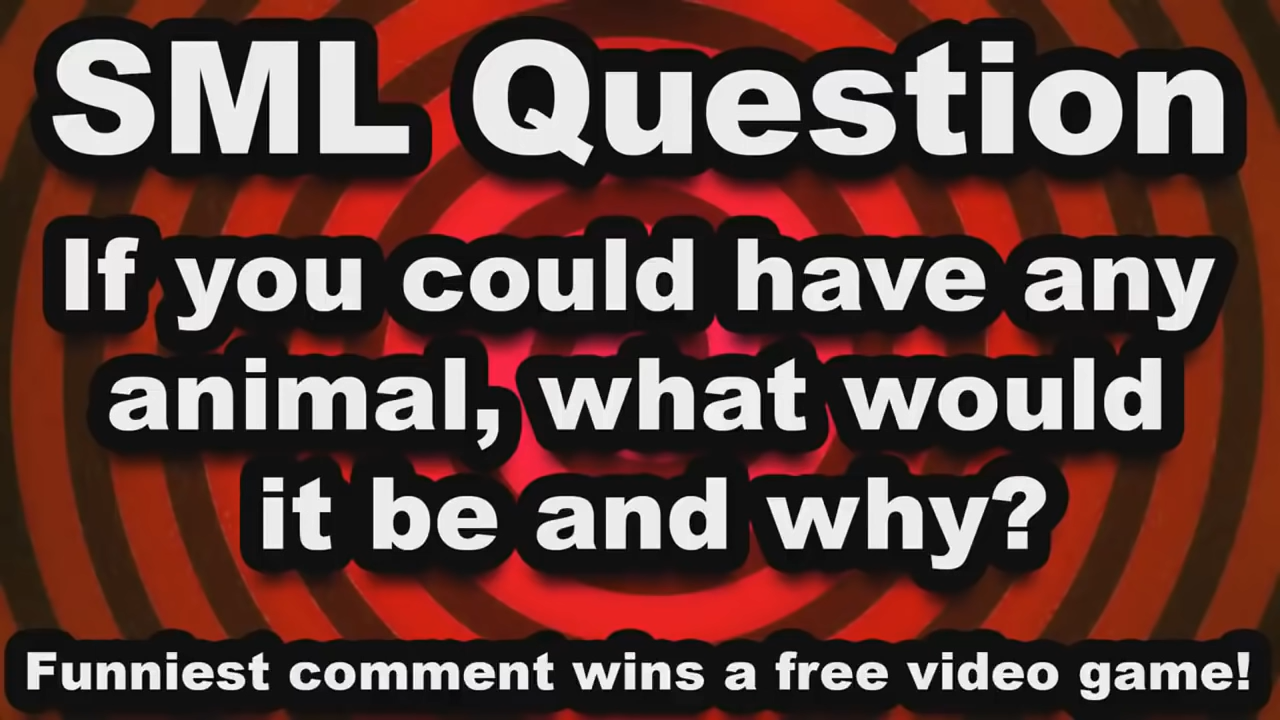 SML Question
If you could have any
animal, what would
it be and why?
Funniest comment wins a free video game!